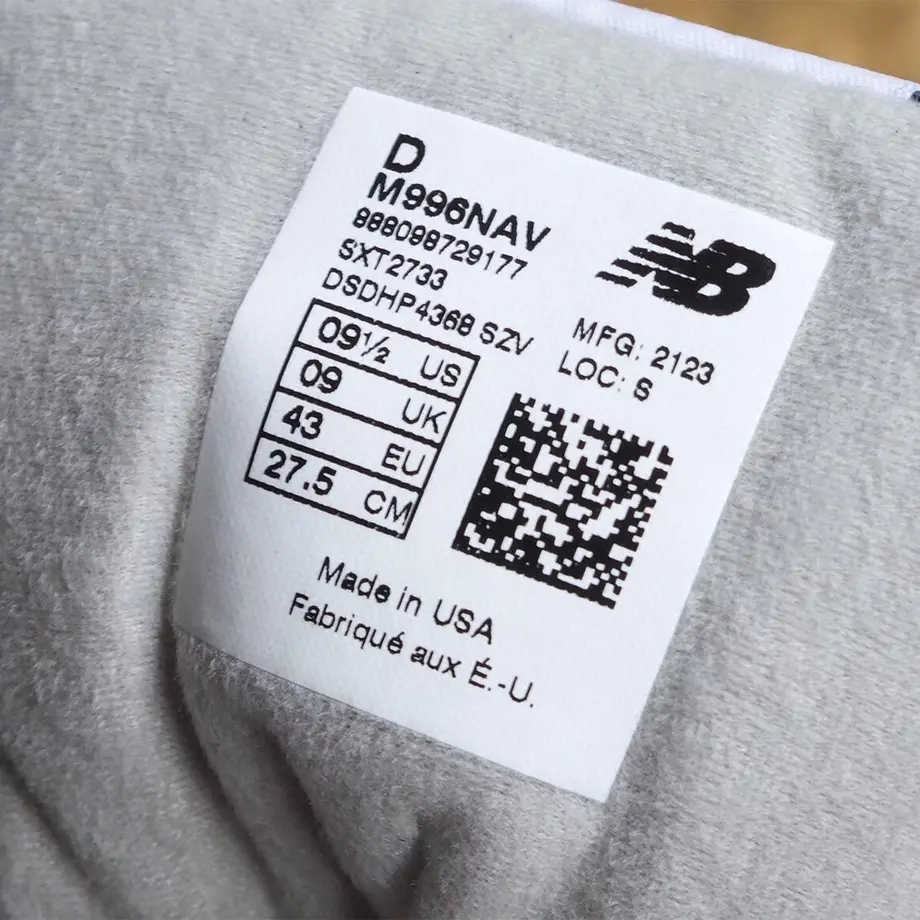 D
M996NAV
888098729177
SXT2733
DSDHP4368 SZV
09½ US
09 UK
43 EU
27.5 CM
NB
MFG: 2123
LOC: S
Made in USA
Fabriqué aux É.-U.